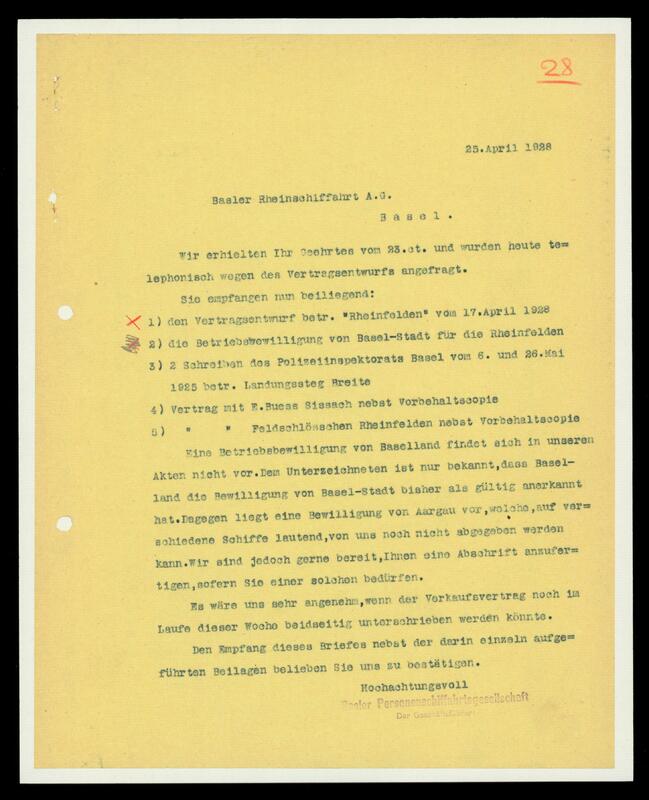 28
25.April 1928
Basler Rheinschiffahrt A.G.
Basel.
Wir erhielten Ihr Geehrtes vom 23.ct. und wurden heute te=
lephonisch wegen des Vertragsentwurfs angefragt.
Sie empfangen nun beiliegend:
1) den Vertragsentwurf betr. "Rheinfelden" vom 17.April 1928
2) die Betriebsbewilligung von Basel-Stadt für die Rheinfelden
3) 2 Schreiben des Polizeiinspektorats Basel vom 6. und 26.Mai
1925 betr. Landungssteg Breite
4) Vertrag mit E.Buess Sissach nebst Vorbehaltscopie
5) " " Feldschlösschen Rheinfelden nebst Vorbehaltscopie
Eine Betriebsbewilligung von Baselland findet sich in unseren
Akten nicht vor.Dem Unterzeichneten ist nur bekannt,dass Basel-
land die Bewilligung von Basel-Stadt bisher als gültig anerkannt
hat.Dagegen liegt eine Bewilligung von Aargau vor,welche,auf ver=
schiedene Schiffe lautend,von uns noch nicht abgegeben werden
kann.Wir sind jedoch gerne bereit,Ihnen eine Abschrift anzufer=
tigen,sofern Sie einer solchen bedürfen.
Es wäre uns sehr angenehm,wenn der Verkaufsvertrag noch im
Laufe dieser Woche beidseitig unterschrieben werden könnte.
Den Empfang dieses Briefes nebst der darin einzeln aufge=
führten Beilagen belieben Sie uns zu bestätigen.
Hochachtungsvoll
Basler Personenschiffahrtsgesellschaft
Der Geschäftsführer: